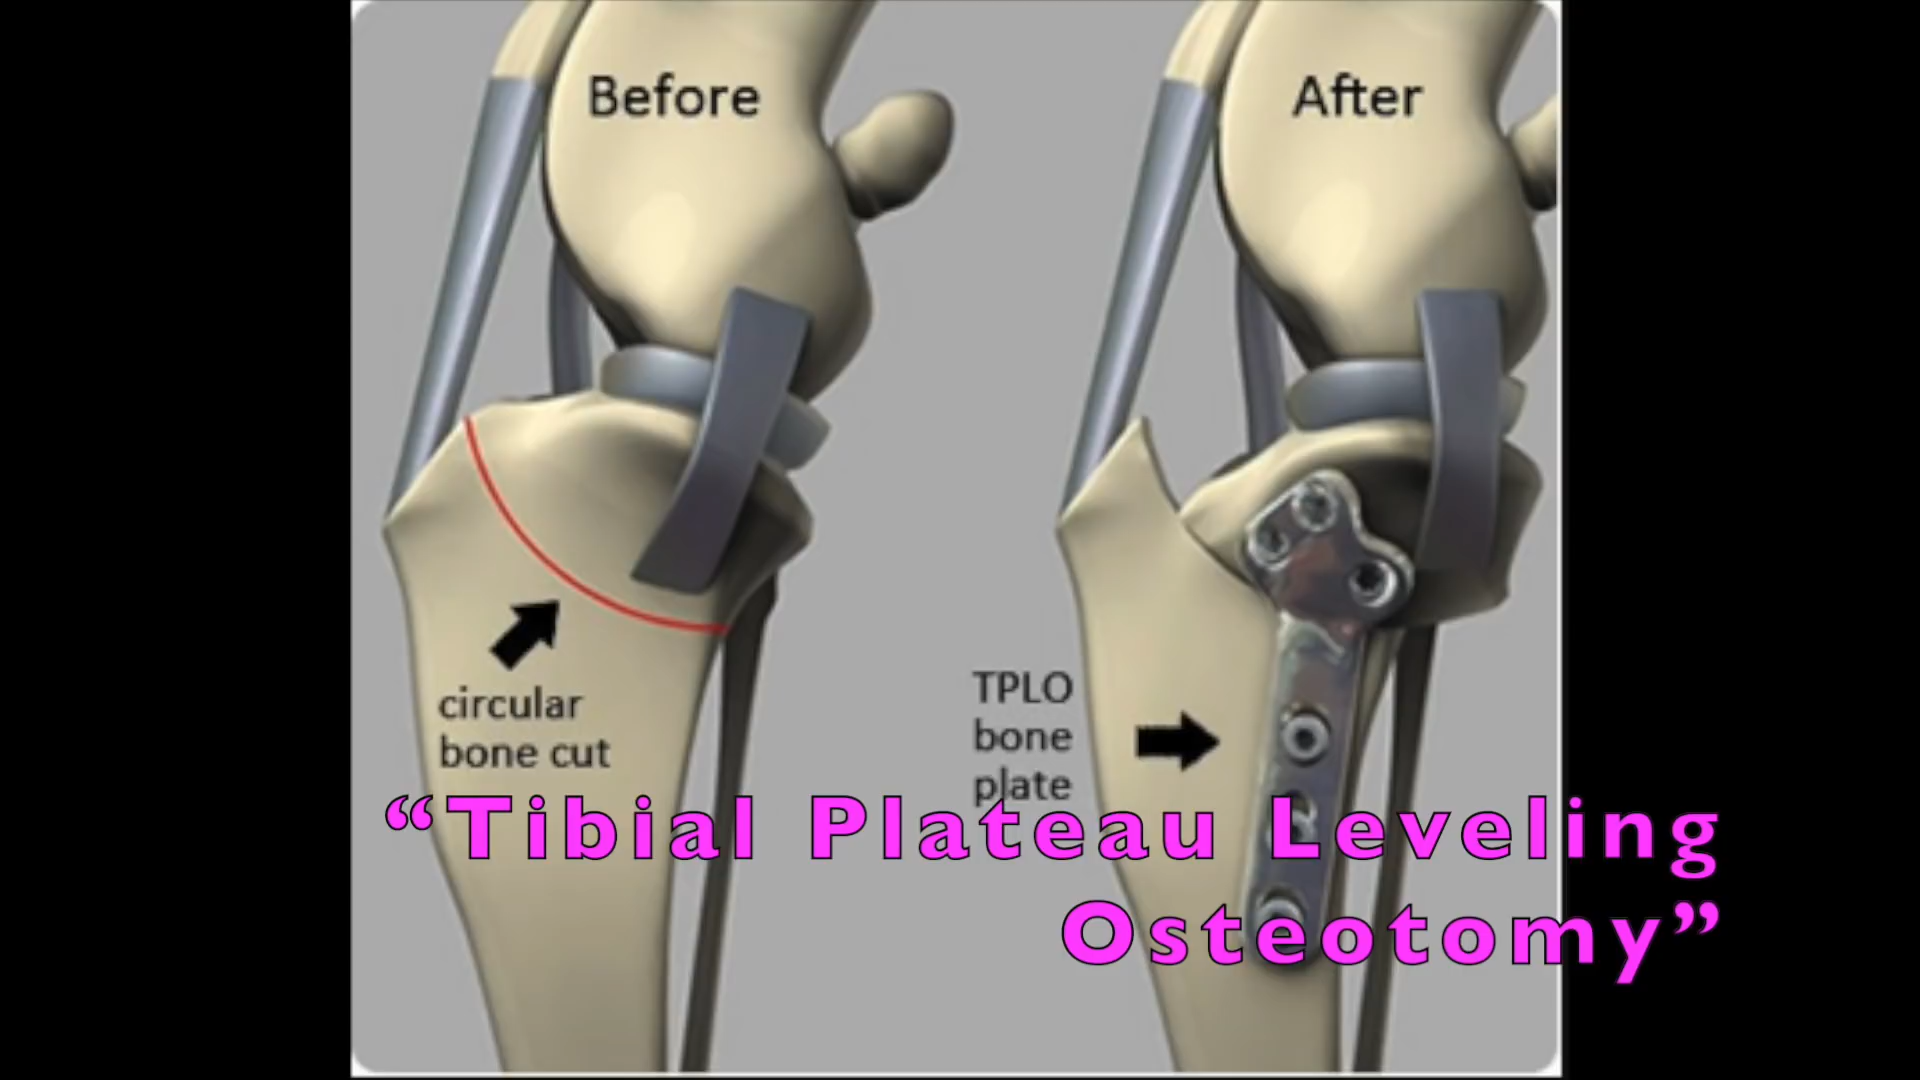 Before
After
circular
bone cut
TPLO
bone
plate
“Tibial Plateau Leveling
Osteotomy”